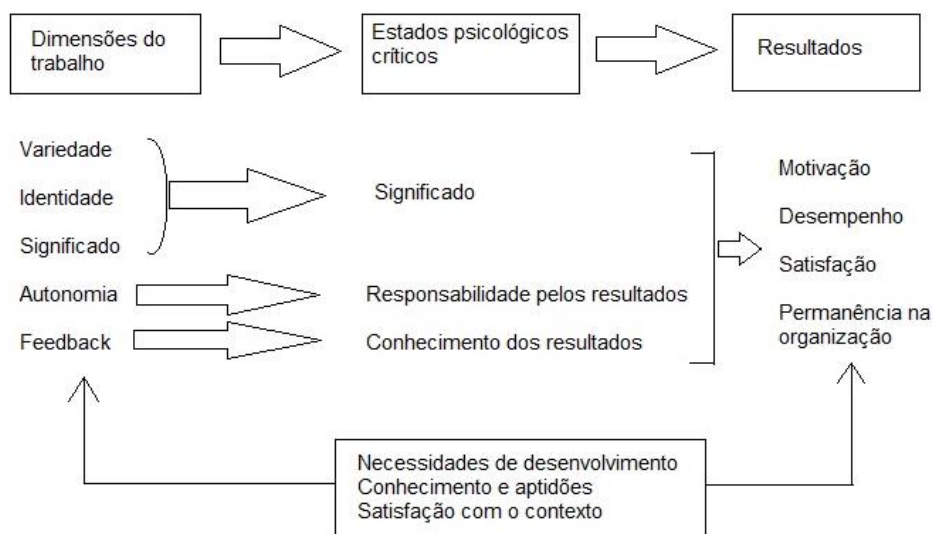 Dimensões do
trabalho
Estados psicológicos
críticos
Resultados
Variedade
Identidade
Significado
Autonomia
Feedback
Significado
Responsabilidade pelos resultados
Conhecimento dos resultados
Motivação
Desempenho
Satisfação
Permanência na
organização
Necessidades de desenvolvimento
Conhecimento e aptidões
Satisfação com o contexto